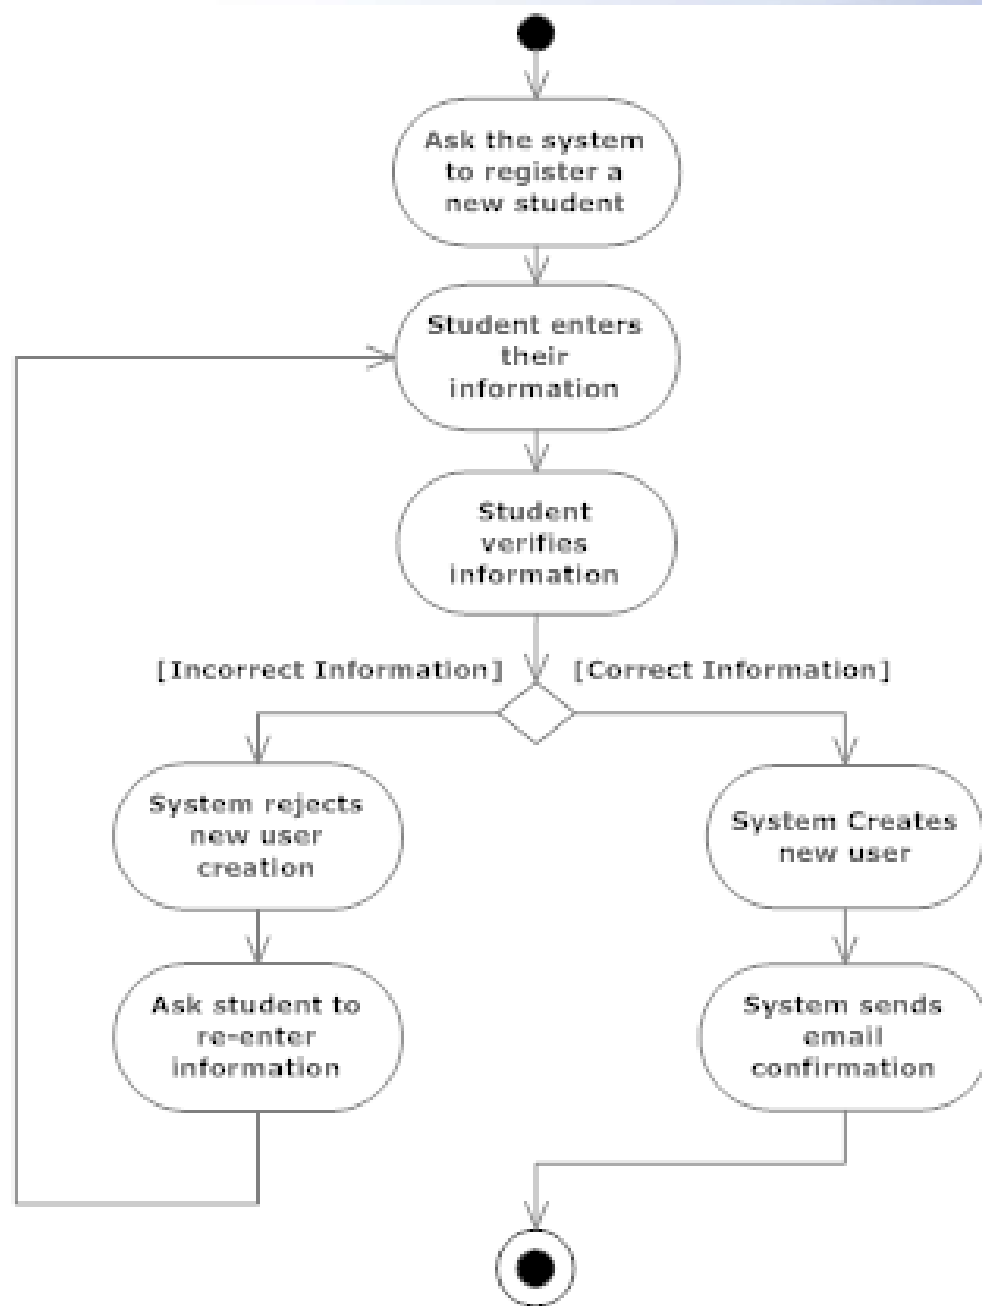 Ask the system
to register a
new student
Student enters
their
information
Student
verifies
information
[Incorrect Information]
[Correct Information]
System rejects
new user
creation
System Creates
new user
Ask student to
re-enter
information
System sends
email
confirmation